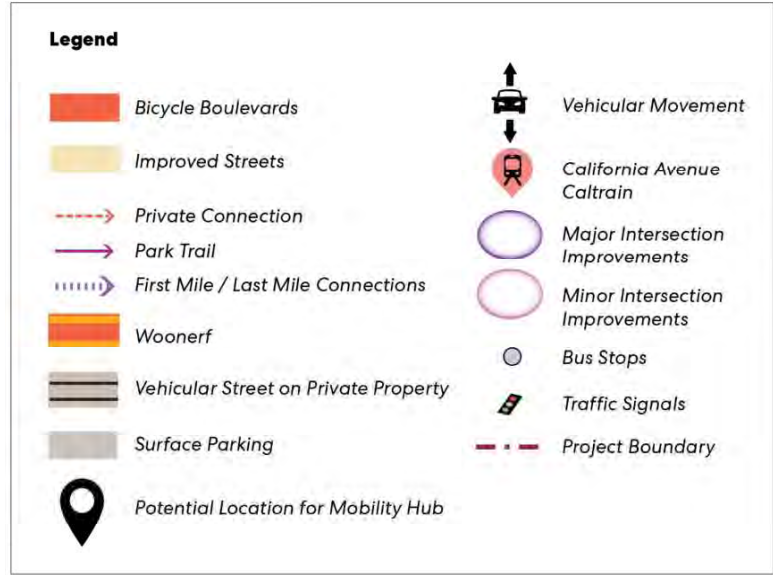 Legend
Bicycle Boulevards
Improved Streets
Private Connection
Park Trail
First Mile / Last Mile Connections
Woonerf
Vehicular Street on Private Property
Surface Parking
Potential Location for Mobility Hub
Vehicular Movement
California Avenue
Caltrain
Major Intersection
Improvements
Minor Intersection
Improvements
Bus Stops
Traffic Signals
Project Boundary